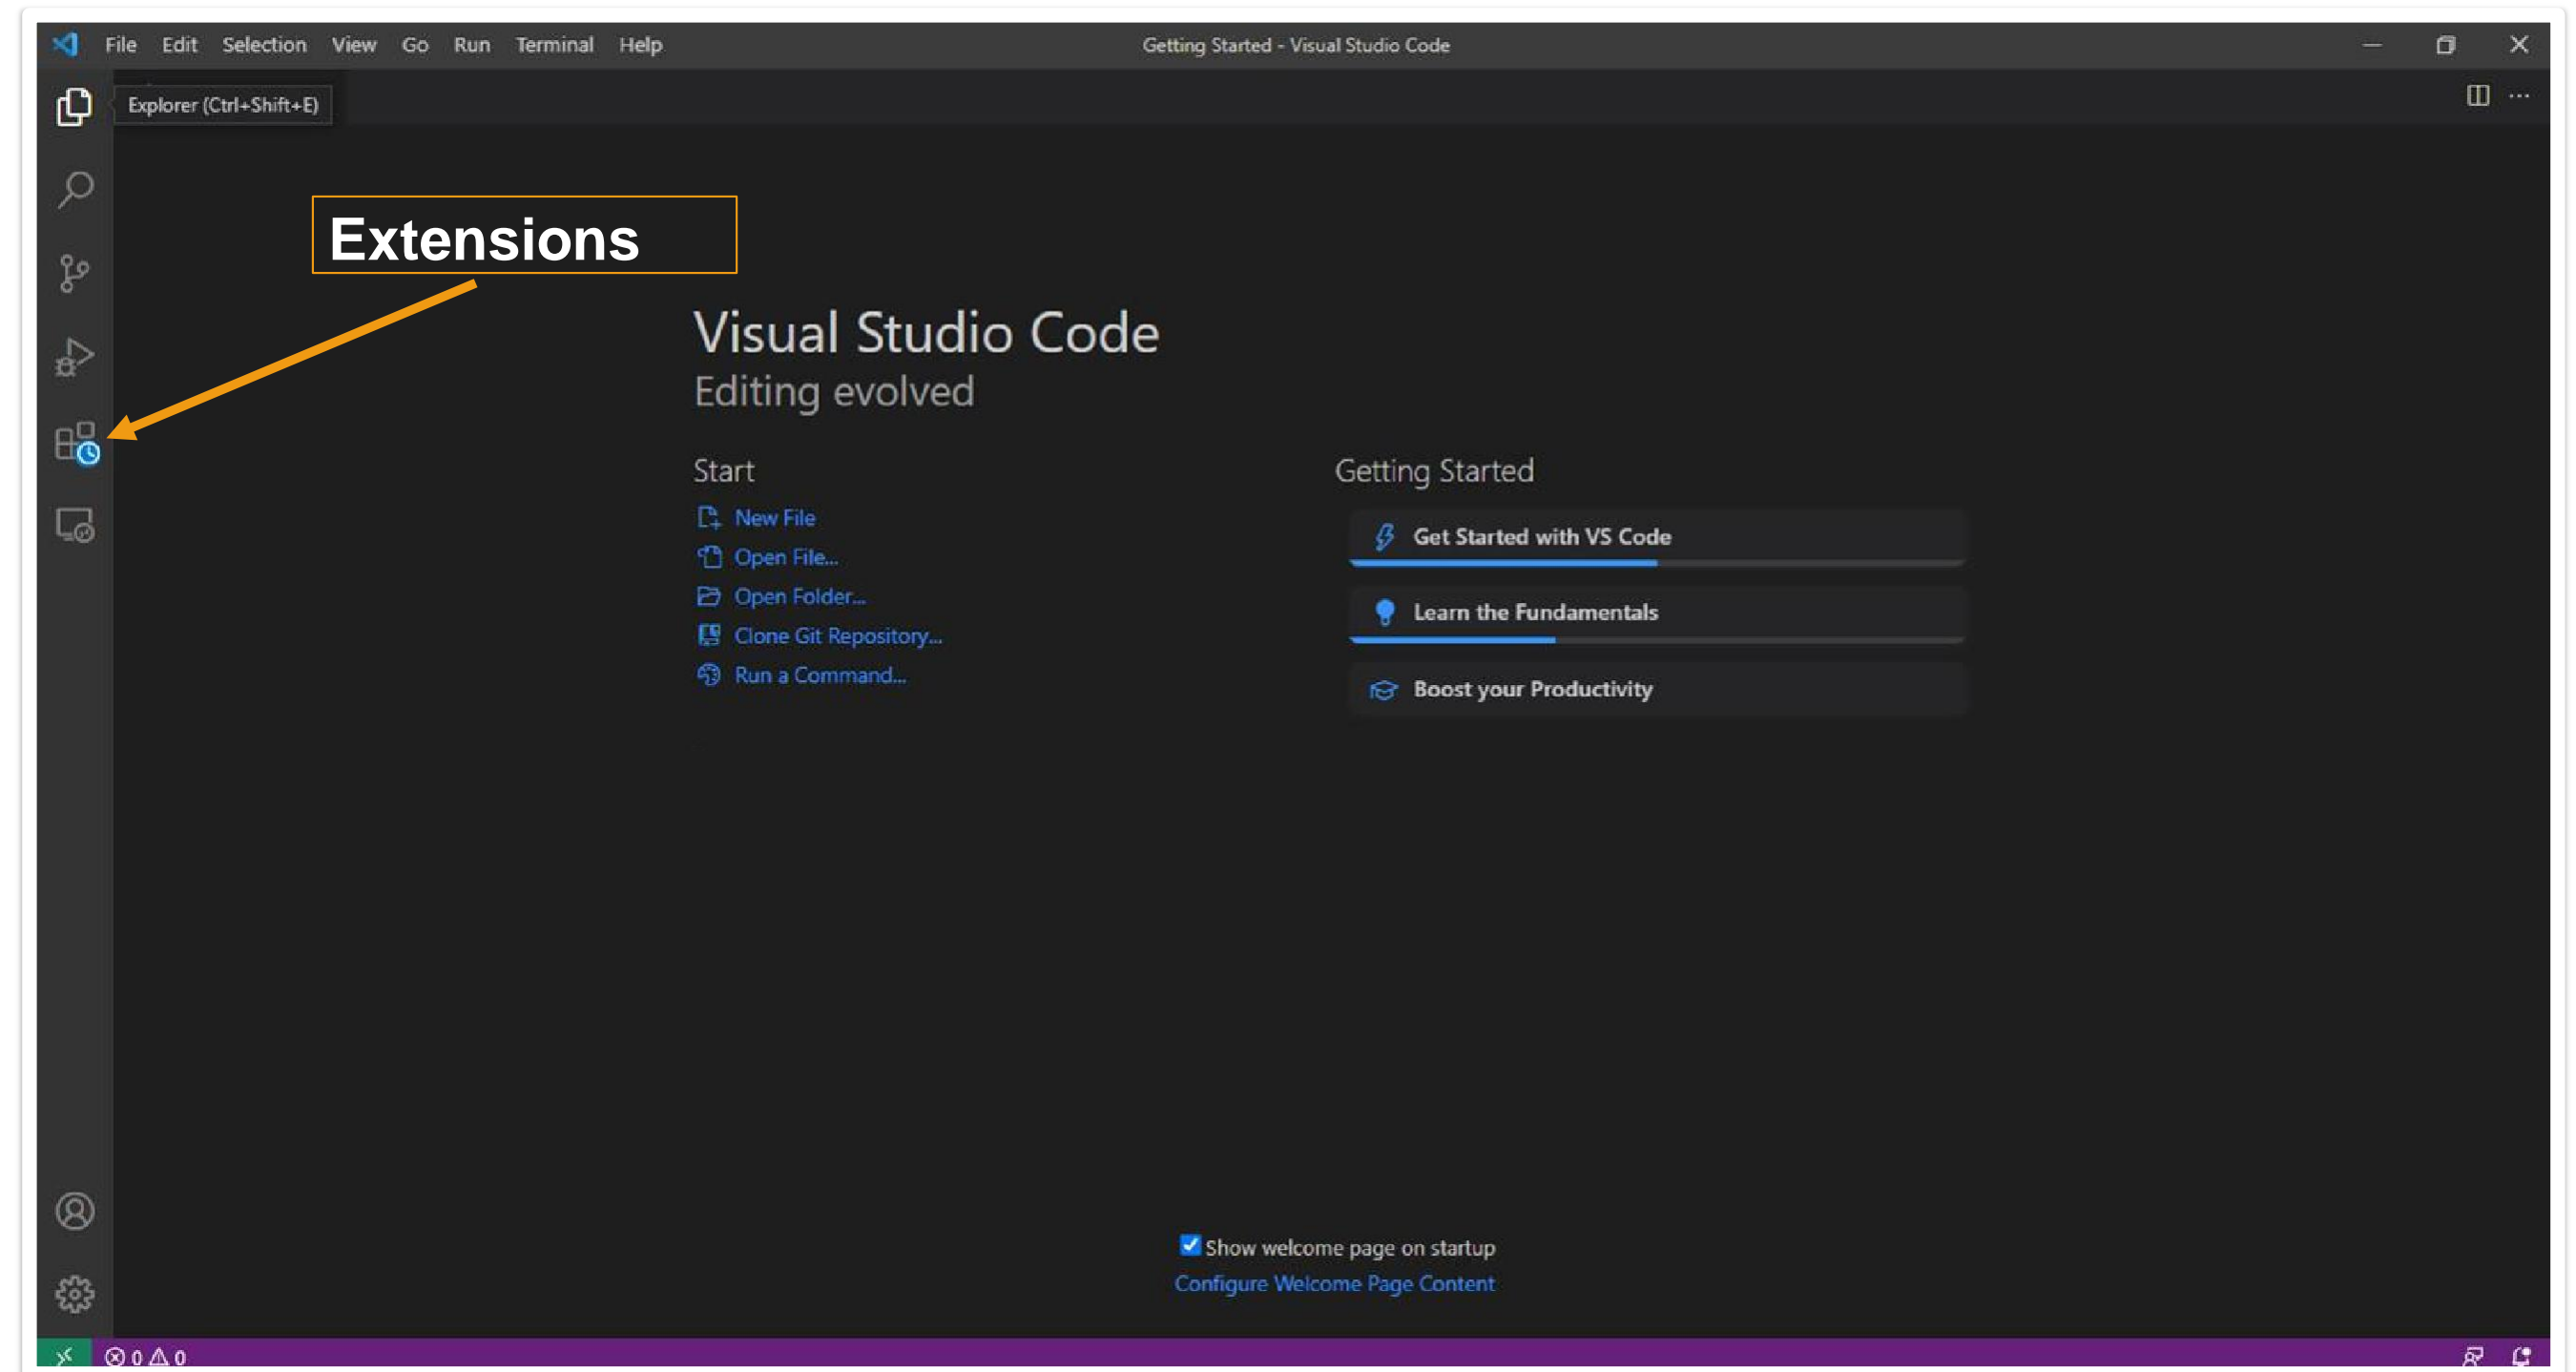 File Edit Selection View Go Run Terminal Help
Getting Started - Visual Studio Code
Explorer (Ctrl+Shift+E)
Extensions
Visual Studio Code
Editing evolved
Start
New File
Open File...
Open Folder...
Clone Git Repository...
Run a Command...
Getting Started
Get Started with VS Code
Learn the Fundamentals
Boost your Productivity
Show welcome page on startup
Configure Welcome Page Content
0 0